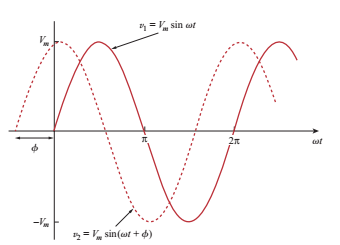 v₁ = Vₘ sin ωt
Vₘ
π
2π
ωt
ϕ
−Vₘ
v₂ = Vₘ sin(ωt + ϕ)